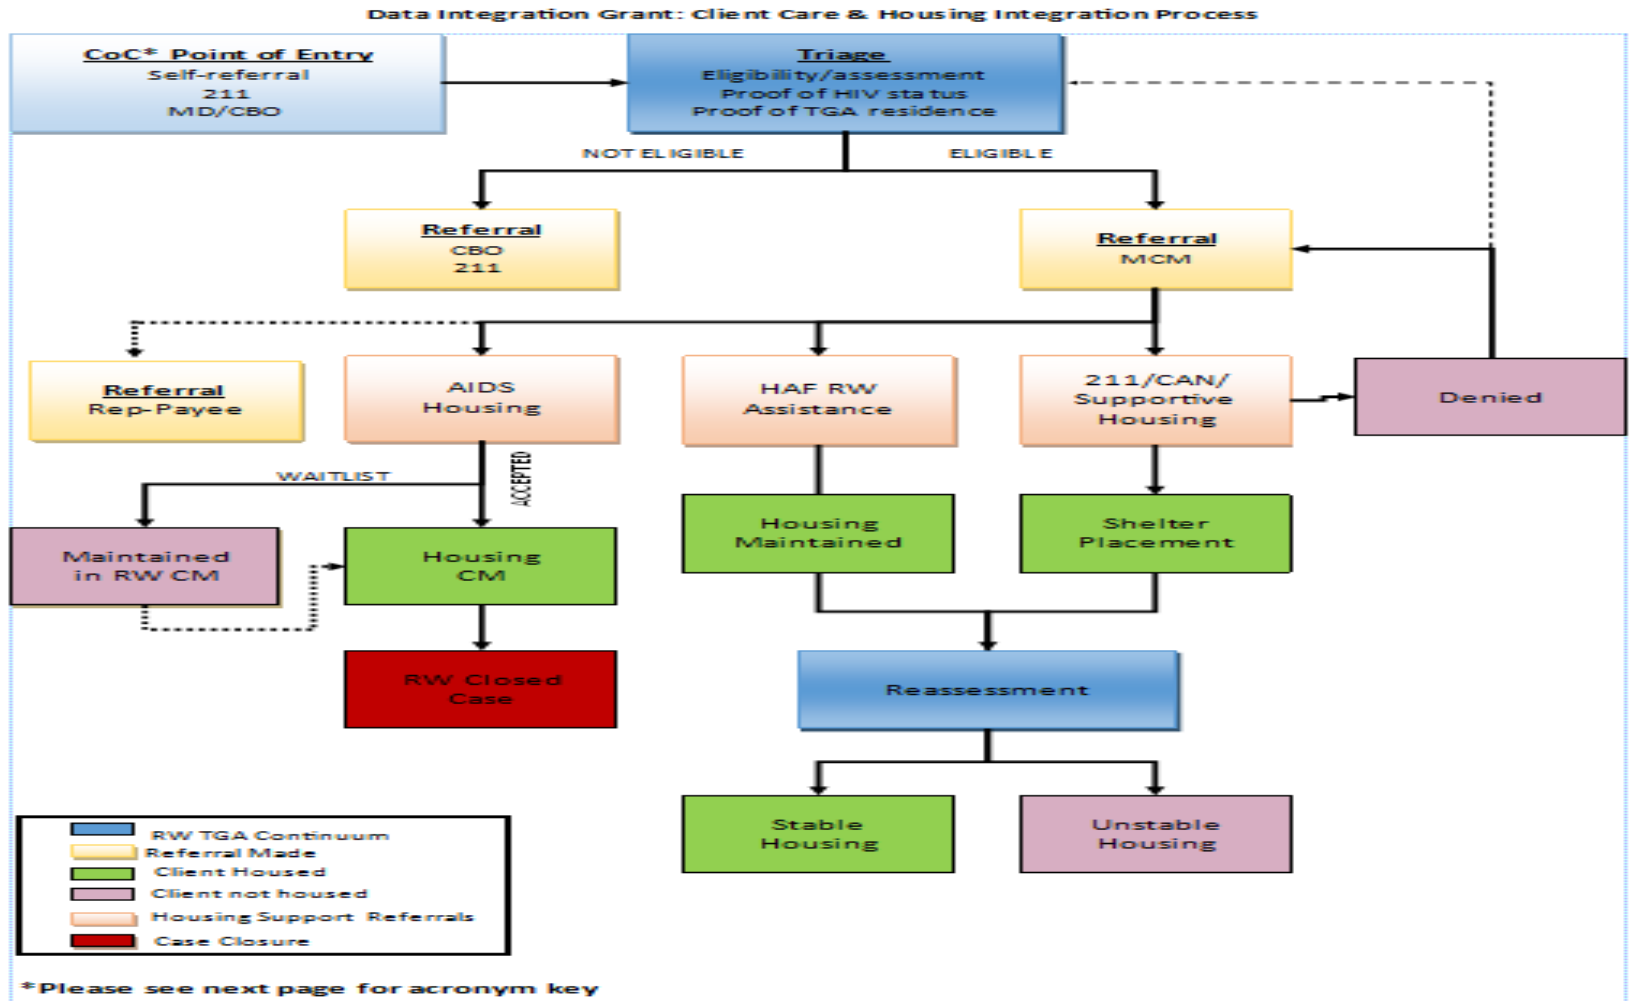 Data Integration Grant: Client Care & Housing Integration Process
CoC* Point of Entry
Self-referral
211
MD/CBO
Triage
Eligibility/assessment
Proof of HIV status
Proof of TGA residence
NOT ELIGIBLE
ELIGIBLE
Referral
CBO
211
Referral
MCM
Referral
Rep-Payee
AIDS
Housing
HAF RW
Assistance
211/CAN/
Supportive
Housing
Denied
WAITLIST
ACCEPTED
Maintained
in RW CM
Housing
CM
Housing
Maintained
Shelter
Placement
RW Closed
Case
Reassessment
Stable
Housing
Unstable
Housing
RW TGA Continuum
Referral Made
Client Housed
Client not housed
Housing Support Referrals
Case Closure
*Please see next page for acronym key